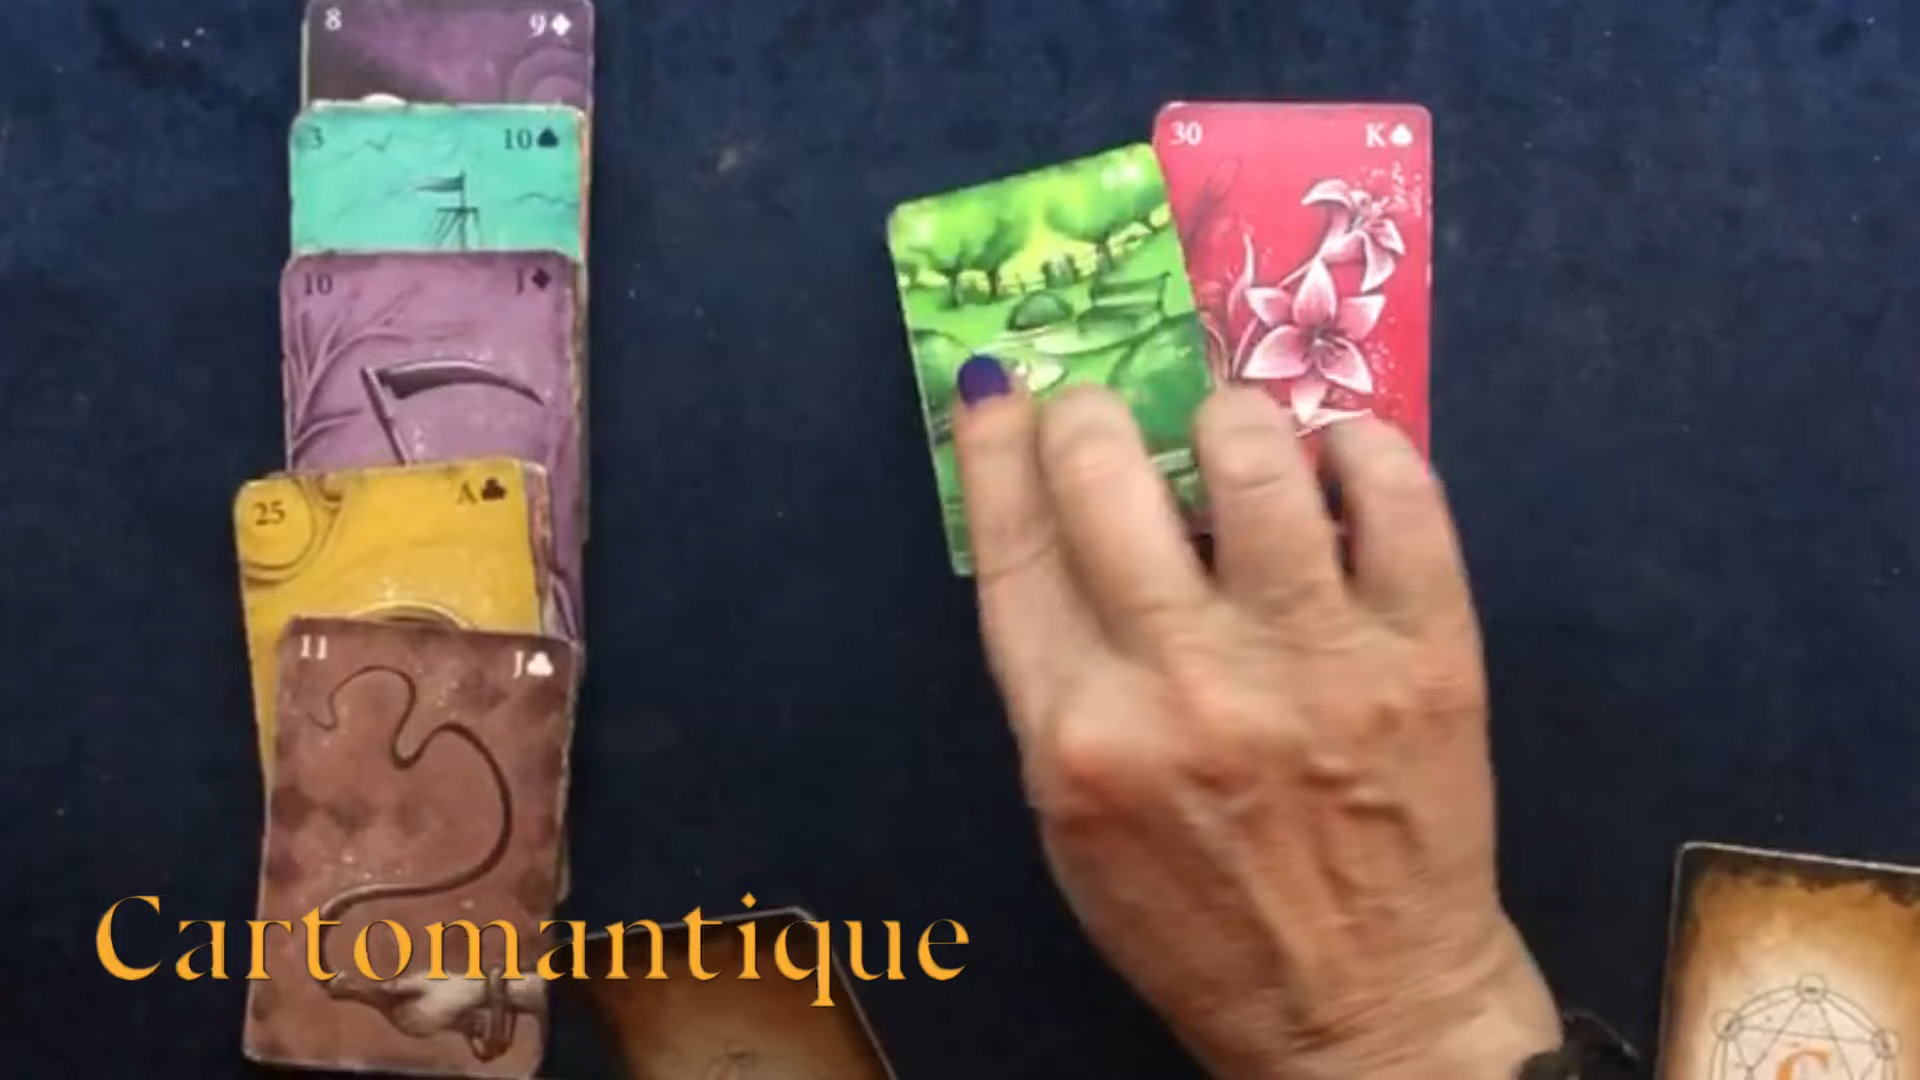 8 9♦
3 10♠
10 J♦
25 A♣
11 J♣
30 K♠
Cartomantique